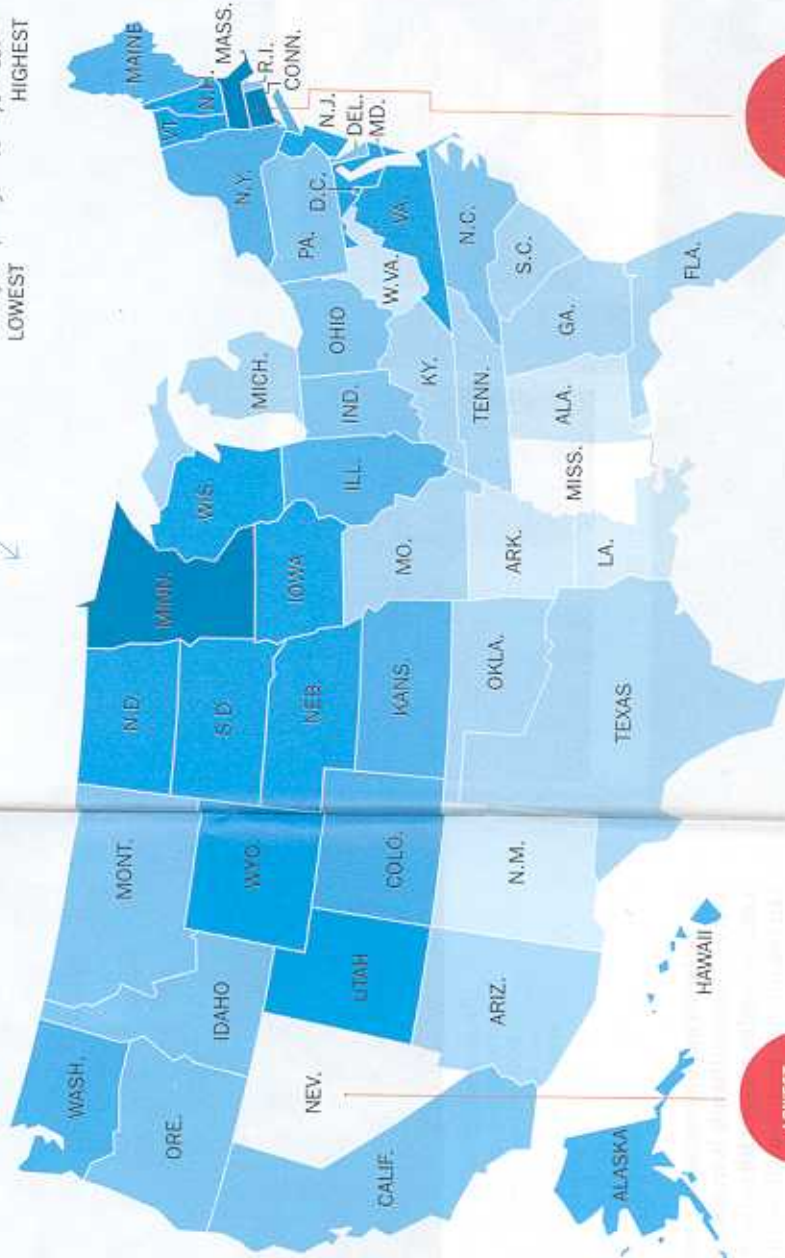 LOWEST
HIGHEST
WASH.
ORE.
CALIF.
NEV.
IDAHO
MONT.
WYO.
UTAH
COLO.
ARIZ.
N.M.
N.D.
S.D.
NEB.
KANS.
OKLA.
TEXAS
MINN.
IOWA
MO.
ARK.
LA.
WIS.
ILL.
MICH.
IND.
OHIO
KY.
TENN.
MISS.
ALA.
GA.
FLA.
S.C.
N.C.
VA.
W.VA.
D.C.
PA.
N.Y.
VT.
N.H.
MAINE
MASS.
R.I.
CONN.
N.J.
DEL.
MD.
ALASKA
HAWAII
LOWEST